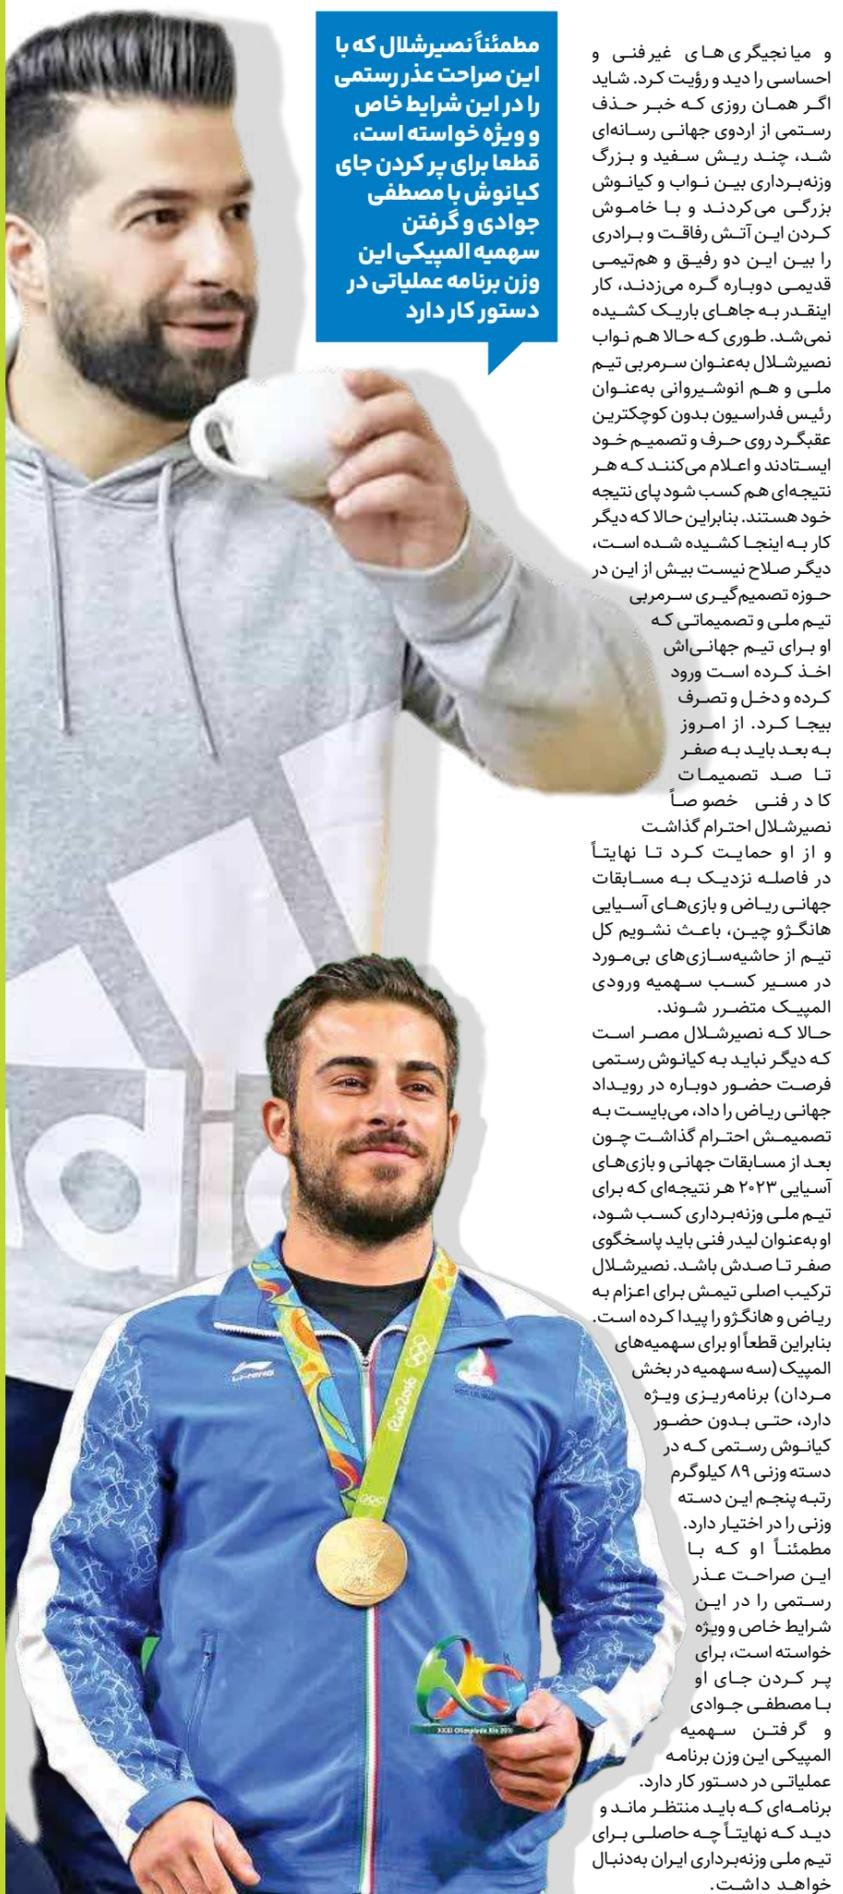 مطمئناً نصیرشلال که با
این صراحت عذر رستمی
را در این شرایط خاص
و ویژه خواسته است،
قطعا برای پر کردن جای
کیانوش با مصطفی
جوادی و گرفتن
سهمیه المپیکی این
وزن برنامه عملیاتی در
دستور کار دارد
و میانجیگری‌های غیرفنی و
احساسی را دید و رؤیت کرد. شاید
اگر همان روزی که خبر حذف
رستمی از اردوی جهانی رسانه‌ای
شد، چند ریش سفید و بزرگ
وزنه‌برداری بین نواب و کیانوش
بزرگی می‌کردند و با خاموش
کردن این آتش رفاقت و برادری
را بین این دو رفیق و هم‌تیمی
قدیمی دوباره گره می‌زدند، کار
اینقدر به جاهای باریک کشیده
نمی‌شد. طوری که حالا هم نواب
نصیرشلال به‌عنوان سرمربی تیم
ملی و هم انوشیروانی به‌عنوان
رئیس فدراسیون بدون کوچکترین
عقبگرد روی حرف و تصمیم خود
ایستادند و اعلام می‌کنند که هر
نتیجه‌ای هم کسب شود پای نتیجه
خود هستند. بنابراین حالا که دیگر
کار به اینجا کشیده شده است،
دیگر صلاح نیست بیش از این در
حوزه تصمیم‌گیری سرمربی
تیم ملی و تصمیماتی که
او برای تیم جهانی‌اش
اخذ کرده است ورود
کرده و دخل و تصرف
بیجا کرد. از امروز
به بعد باید به صفر
تا صد تصمیمات
کادرفنی خصوصاً
نصیرشلال احترام گذاشت
و از او حمایت کرد تا نهایتاً
در فاصله نزدیک به مسابقات
جهانی ریاض و بازی‌های آسیایی
هانگژو چین، باعث نشویم کل
تیم از حاشیه‌سازی‌های بی‌مورد
در مسیر کسب سهمیه ورودی
المپیک متضرر شوند.
حالا که نصیرشلال مصر است
که دیگر نباید به کیانوش رستمی
فرصت حضور دوباره در رویداد
جهانی ریاض را داد، می‌بایست به
تصمیمش احترام گذاشت چون
بعد از مسابقات جهانی و بازی‌های
آسیایی ۲۰۲۳ هر نتیجه‌ای که برای
تیم ملی وزنه‌برداری کسب شود،
او به‌عنوان لیدر فنی باید پاسخگوی
صفر تا صدش باشد. نصیرشلال
ترکیب اصلی تیمش برای اعزام به
ریاض و هانگژو را پیدا کرده است.
بنابراین قطعاً او برای سهمیه‌های
المپیک (سه سهمیه در بخش
مردان) برنامه‌ریزی ویژه
دارد، حتی بدون حضور
کیانوش رستمی که در
دسته وزنی ۸۹ کیلوگرم
رتبه پنجم این دسته
وزنی را در اختیار دارد.
مطمئناً او که با
این صراحت عذر
رستمی را در این
شرایط خاص و ویژه
خواسته است، برای
پر کردن جای او
با مصطفی جوادی
و گرفتن سهمیه
المپیکی این وزن برنامه
عملیاتی در دستور کار دارد.
برنامه‌ای که باید منتظر ماند و
دید که نهایتاً چه حاصلی برای
تیم ملی وزنه‌برداری ایران به‌دنبال
خواهد داشت.
adida
LI-NING
Rio2016
XXXI Olimpíada Rio 2016